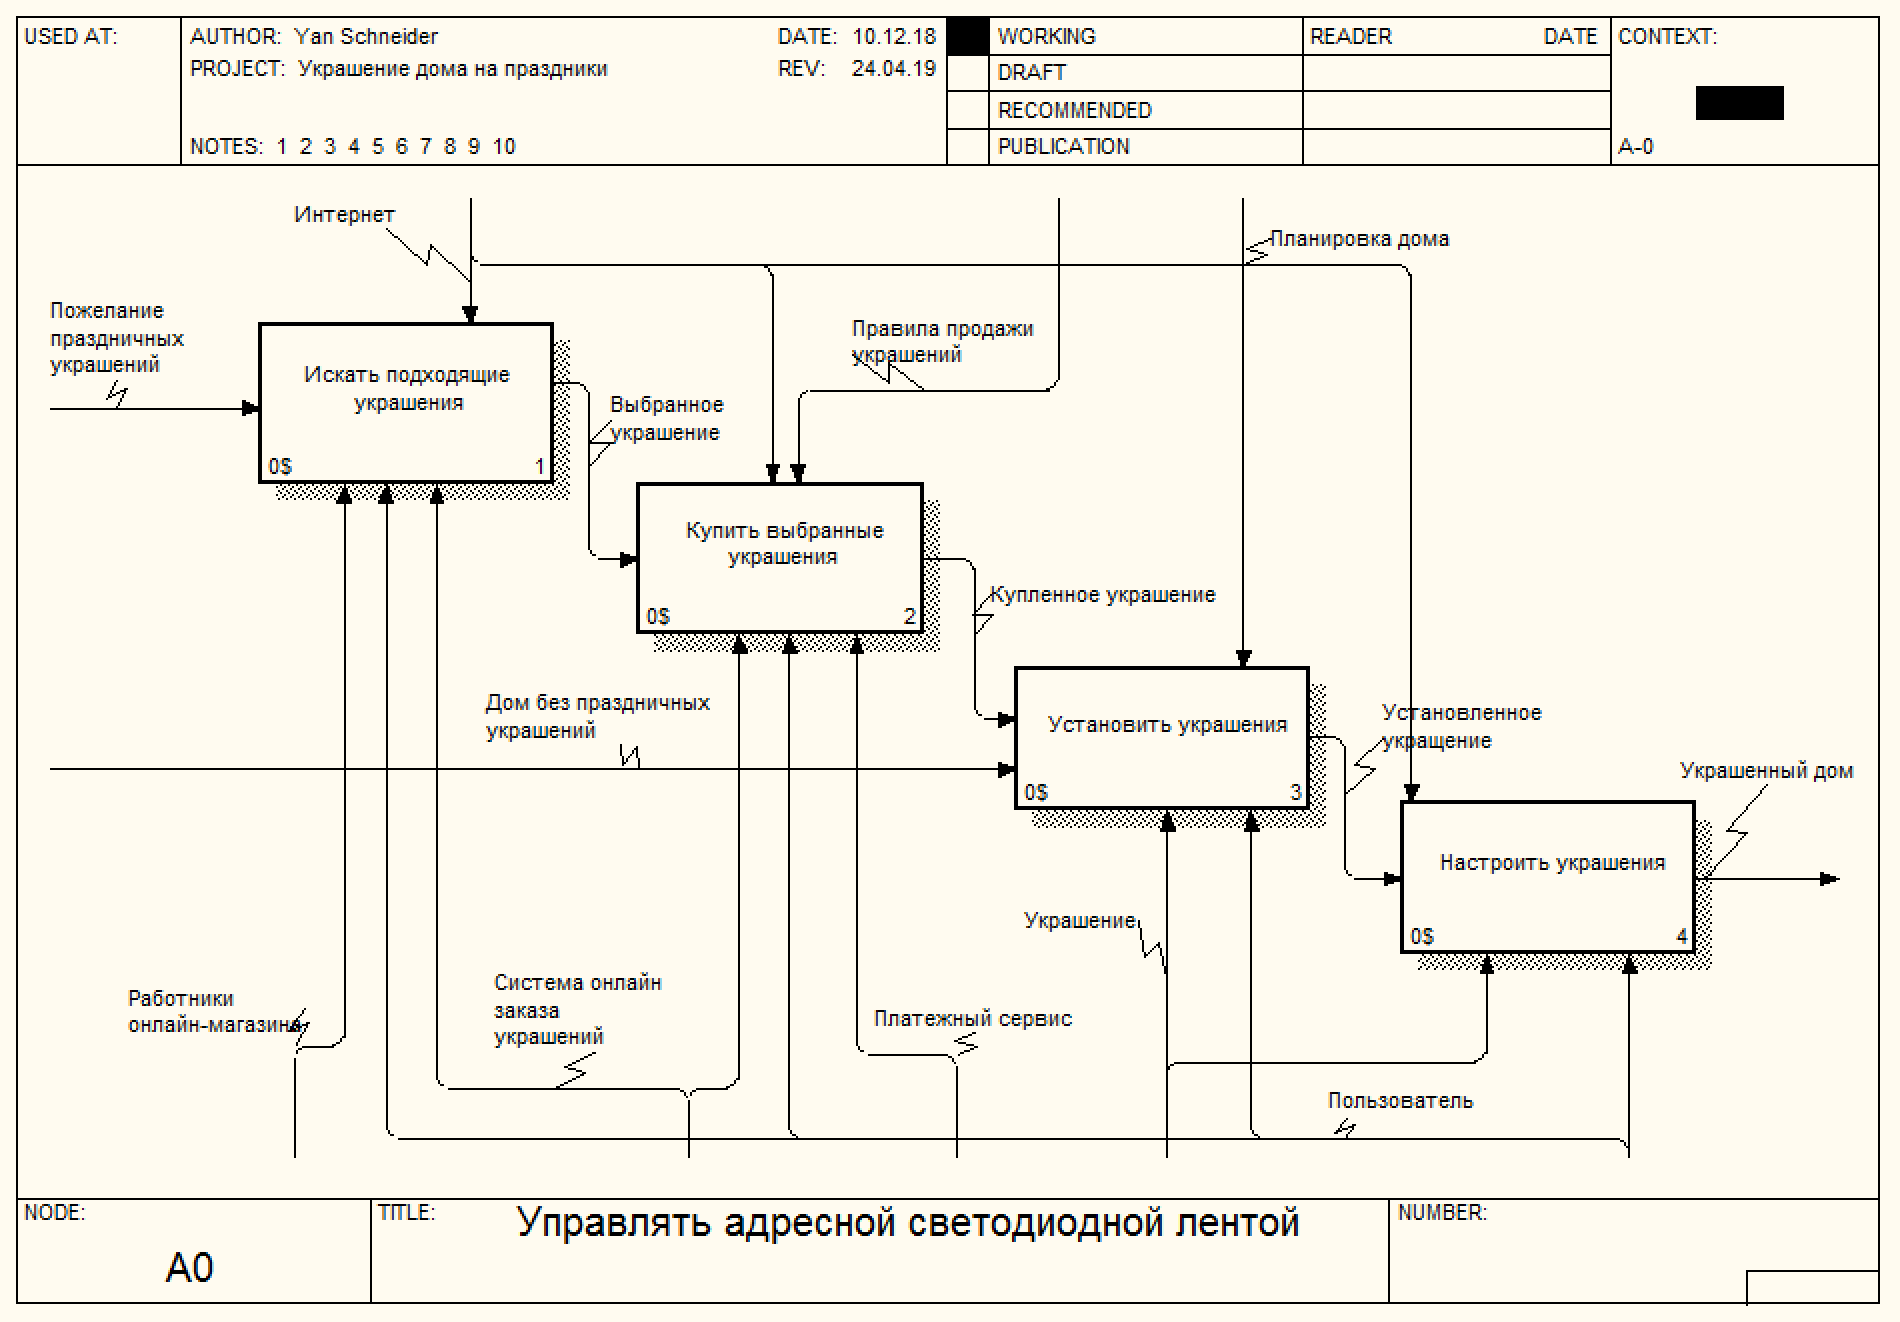 USED AT:
AUTHOR: Yan Schneider
DATE: 10.12.18
PROJECT: Украшение дома на праздники
REV: 24.04.19
NOTES: 1 2 3 4 5 6 7 8 9 10
WORKING
DRAFT
RECOMMENDED
PUBLICATION
READER DATE
CONTEXT:
A-0
Интернет
Планировка дома
Пожелание
праздничных
украшений
Правила продажи
украшений
Искать подходящие
украшения
0$ 1
Выбранное
украшение
Купить выбранные
украшения
0$ 2
Купленное украшение
Дом без праздничных
украшений
Установить украшения
0$ 3
Установленное
укращение
Украшенный дом
Настроить украшения
0$ 4
Украшение
Работники
онлайн-магазина
Система онлайн
заказа
украшений
Платежный сервис
Пользователь
NODE:
A0
TITLE:
Управлять адресной светодиодной лентой
NUMBER: